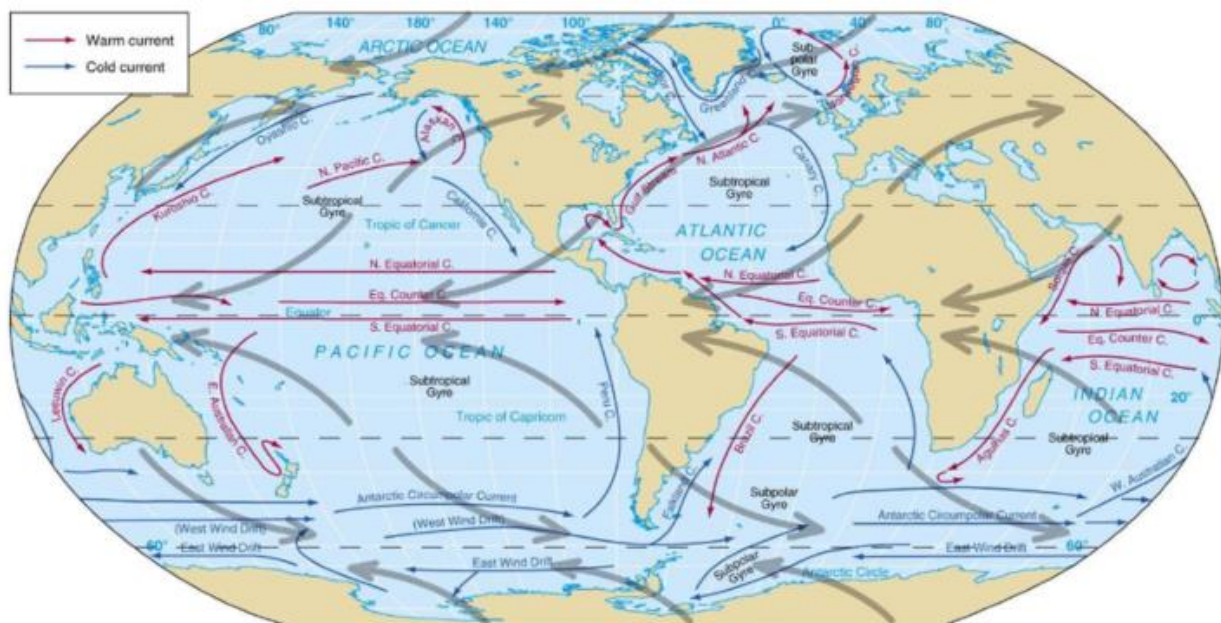 Warm current
Cold current
80°
140°
180°
140°
100°
0°
40°
80°
ARCTIC OCEAN
Sub
polar
Gyre
Greenland C.
Oyashio C.
Alaskan C.
N. Pacific C.
Kuroshio C.
Subtropical
Gyre
California C.
Tropic of Cancer
Gulf Stream
N. Atlantic C.
Canary C.
Subtropical
Gyre
ATLANTIC
OCEAN
N. Equatorial C.
Eq. Counter C.
Equator
S. Equatorial C.
N. Equatorial C.
Eq. Counter C.
S. Equatorial C.
N. Equatorial C.
0°
Eq. Counter C.
S. Equatorial C.
PACIFIC OCEAN
Subtropical
Gyre
Tropic of Capricorn
Leeuwin C.
E. Australian C.
Peru C.
Brazil C.
Subtropical
Gyre
INDIAN
OCEAN
20°
Subtropical
Gyre
W. Australian C.
Subpolar
Gyre
Antarctic Circumpolar Current
(West Wind Drift)
(West Wind Drift)
Antarctic Circumpolar Current
60°
East Wind Drift
East Wind Drift
Subpolar
Gyre
East Wind Drift
60°
Antarctic Circle